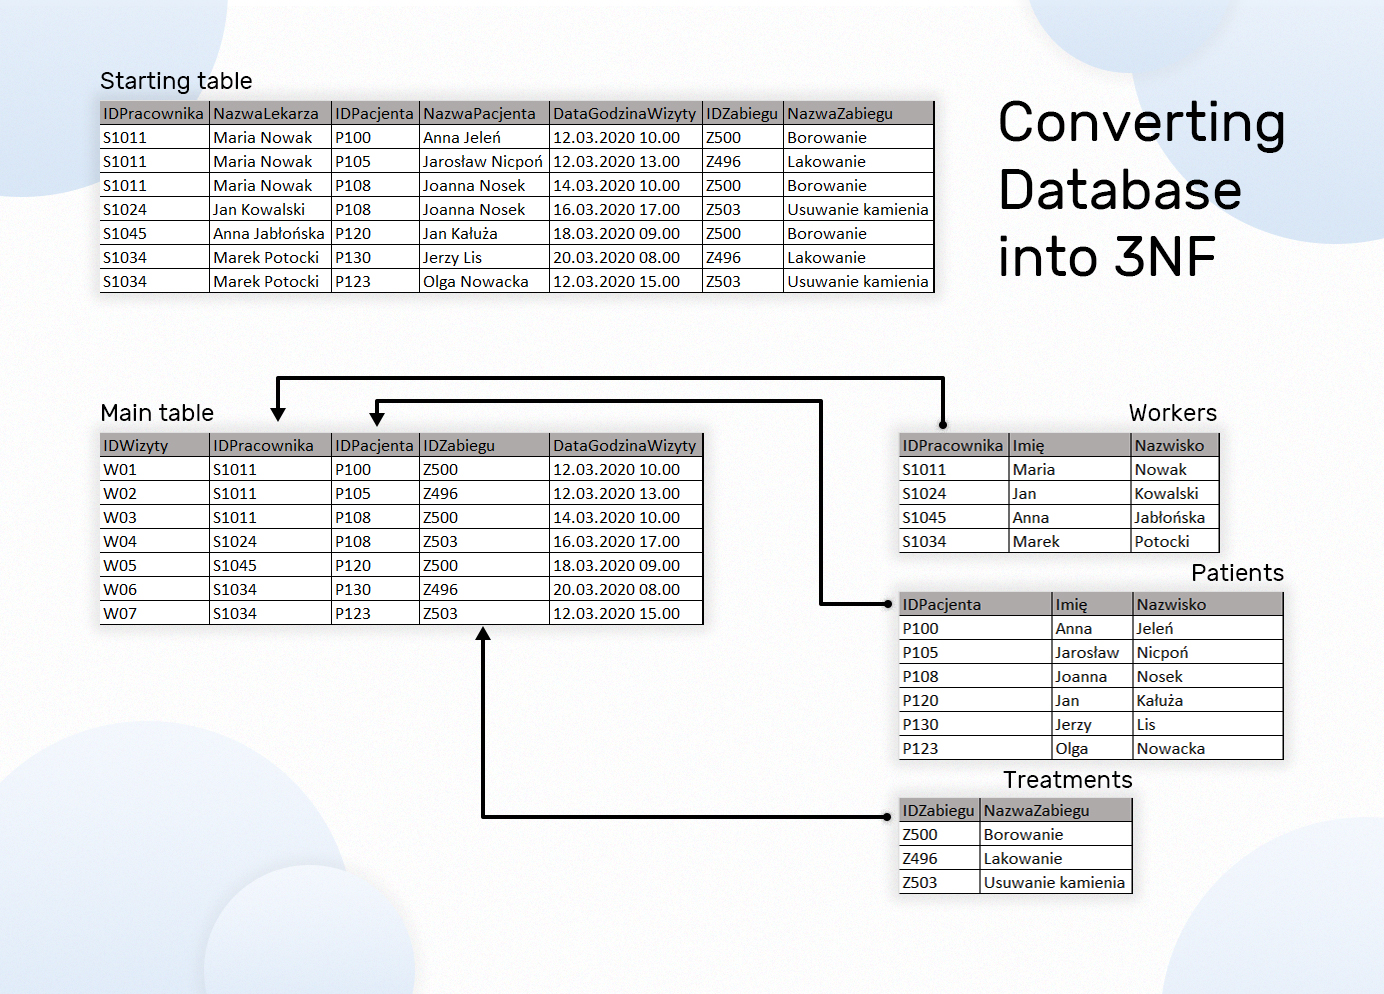 Starting table
IDPracownika NazwaLekarza IDPacjenta NazwaPacjenta DataGodzinaWizyty IDZabiegu NazwaZabiegu
S1011 Maria Nowak P100 Anna Jeleń 12.03.2020 10.00 Z500 Borowanie
S1011 Maria Nowak P105 Jarosław Nicpoń 12.03.2020 13.00 Z496 Lakowanie
S1011 Maria Nowak P108 Joanna Nosek 14.03.2020 10.00 Z500 Borowanie
S1024 Jan Kowalski P108 Joanna Nosek 16.03.2020 17.00 Z503 Usuwanie kamienia
S1045 Anna Jabłońska P120 Jan Kałuża 18.03.2020 09.00 Z500 Borowanie
S1034 Marek Potocki P130 Jerzy Lis 20.03.2020 08.00 Z496 Lakowanie
S1034 Marek Potocki P123 Olga Nowacka 12.03.2020 15.00 Z503 Usuwanie kamienia
Converting
Database
into 3NF
Main table
IDWizyty IDPracownika IDPacjenta IDZabiegu DataGodzinaWizyty
W01 S1011 P100 Z500 12.03.2020 10.00
W02 S1011 P105 Z496 12.03.2020 13.00
W03 S1011 P108 Z500 14.03.2020 10.00
W04 S1024 P108 Z503 16.03.2020 17.00
W05 S1045 P120 Z500 18.03.2020 09.00
W06 S1034 P130 Z496 20.03.2020 08.00
W07 S1034 P123 Z503 12.03.2020 15.00
Workers
IDPracownika Imię Nazwisko
S1011 Maria Nowak
S1024 Jan Kowalski
S1045 Anna Jabłońska
S1034 Marek Potocki
Patients
IDPacjenta Imię Nazwisko
P100 Anna Jeleń
P105 Jarosław Nicpoń
P108 Joanna Nosek
P120 Jan Kałuża
P130 Jerzy Lis
P123 Olga Nowacka
Treatments
IDZabiegu NazwaZabiegu
Z500 Borowanie
Z496 Lakowanie
Z503 Usuwanie kamienia